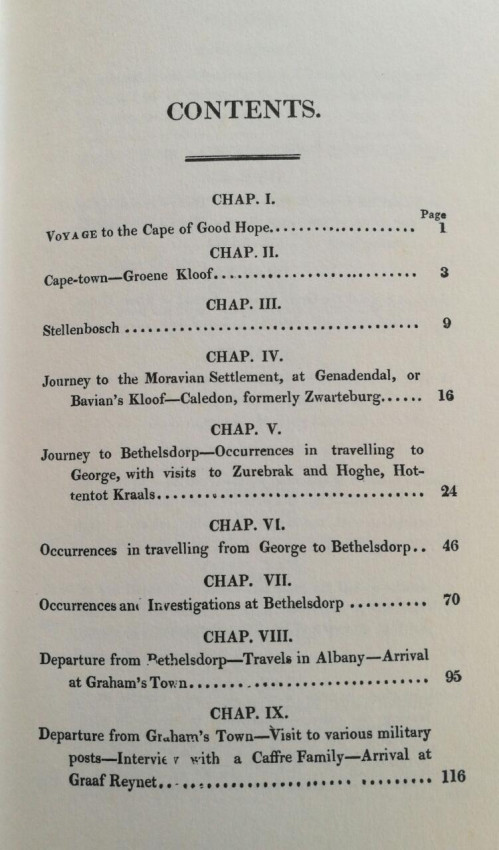 CONTENTS.
CHAP. I.
Page
VOYAGE to the Cape of Good Hope.................. 1
CHAP. II.
Cape-town—Groene Kloof.......................... 3
CHAP. III.
Stellenbosch ...................................... 9
CHAP. IV.
Journey to the Moravian Settlement, at Genadendal, or
Bavian's Kloof—Caledon, formerly Zwarteburg...... 16
CHAP. V.
Journey to Bethelsdorp—Occurrences in travelling to
George, with visits to Zurebrak and Hoghe, Hot-
tentot Kraals................................... 24
CHAP. VI.
Occurrences in travelling from George to Bethelsdorp.. 46
CHAP. VII.
Occurrences and Investigations at Bethelsdorp .......... 70
CHAP. VIII.
Departure from Bethelsdorp—Travels in Albany—Arrival
at Graham's Town............................... 95
CHAP. IX.
Departure from Graham's Town—Visit to various military
posts—Interview with a Caffre Family—Arrival at
Graaf Reynet.................................. 116